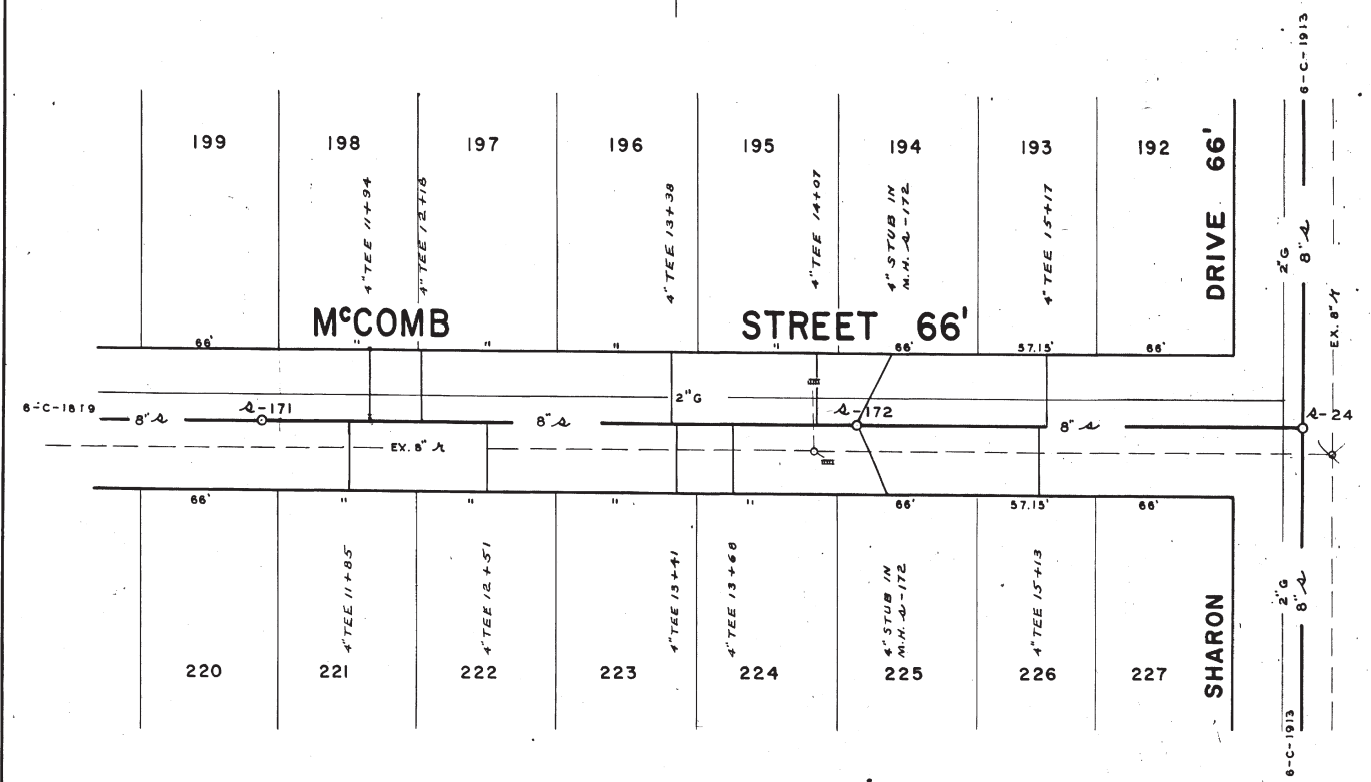 6-C-1913
199 198 197 196 195 194 193 192
4" TEE 11+94
4" TEE 12+18
4" TEE 13+38
4" TEE 14+07
4" STUB IN
M.H. S-172
4" TEE 15+17
DRIVE 66'
2"G
8" S
EX. 8" r
McCOMB STREET 66'
66' " " " " 66' 57.15' 66'
2"G
6-C-1819
8" S
S-171
8" S
S-172
8" S
S-24
EX. 8" r
66' " " " " 66' 57.15' 66'
4" TEE 11+85
4" TEE 12+51
4" TEE 13+41
4" TEE 13+68
4" STUB IN
M.H. S-172
4" TEE 15+13
SHARON
2"G
8" S
220 221 222 223 224 225 226 227
6-C-1913